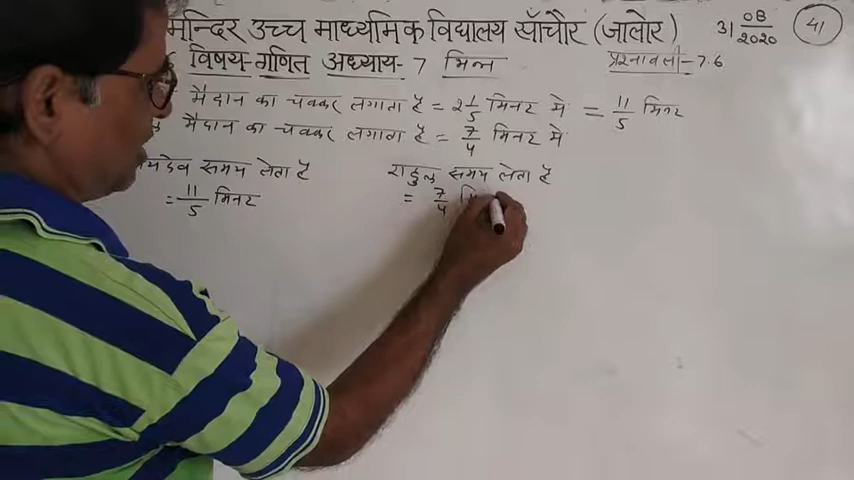 मन्दिर उच्च माध्यमिक विद्यालय साँचौर (जालोर) 31 08/2020 41
विषय-गणित अध्याय-7 भिन्न प्रश्नावली-7.6
मैदान का चक्कर लगाता है = 2 1/5 मिनट में = 11/5 मिनट
मैदान का चक्कर लगाता है = 7/4 मिनट में
समय लेता है राहुल समय लेता है
= 11/5 मिनट = 7/4